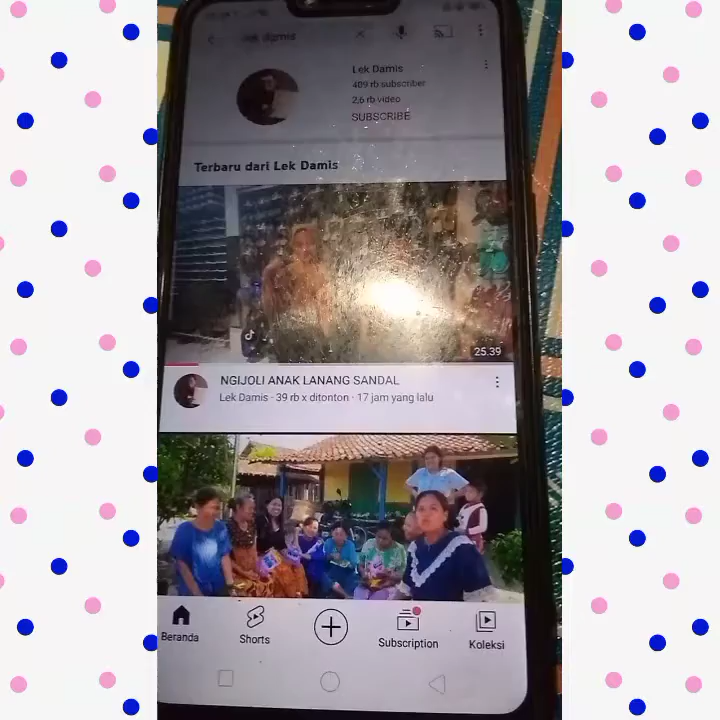 lek damis
Lek Damis
409 rb subscriber
2,6 rb video
SUBSCRIBE
Terbaru dari Lek Damis
25.39
NGIJOLI ANAK LANANG SANDAL
Lek Damis · 39 rb x ditonton · 17 jam yang lalu
Beranda
Shorts
Subscription
Koleksi